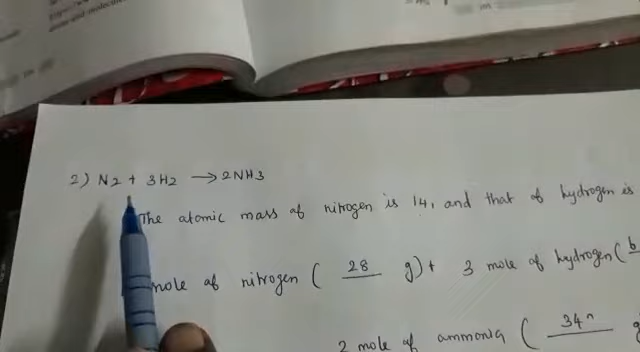 2) N2 + 3H2 → 2NH3
The atomic mass of nitrogen is 14, and that of hydrogen is
mole of nitrogen ( 28 g) + 3 mole of hydrogen ( 6
2 mole of ammonia ( 34 g